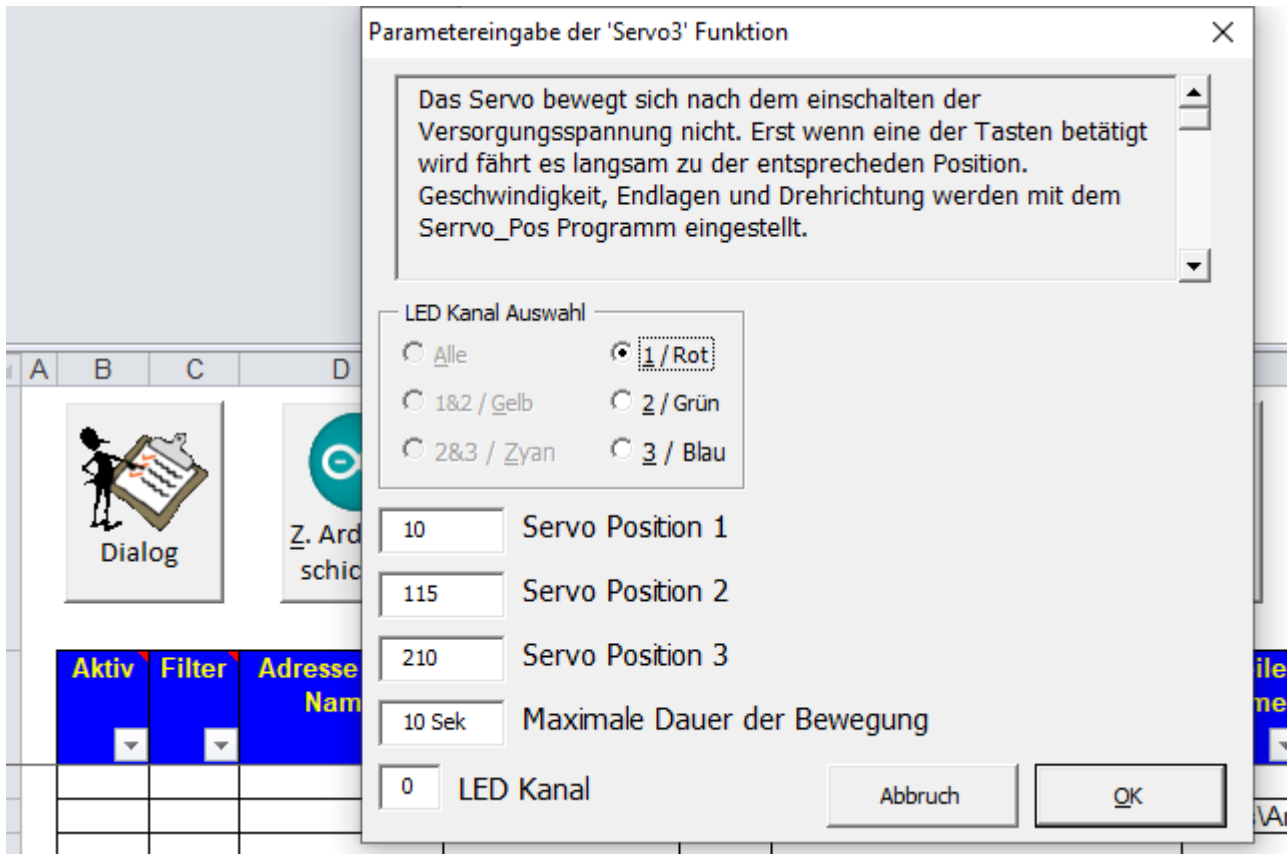 Parametereingabe der 'Servo3' Funktion
Das Servo bewegt sich nach dem einschalten der
Versorgungsspannung nicht. Erst wenn eine der Tasten betätigt
wird fährt es langsam zu der entsprecheden Position.
Geschwindigkeit, Endlagen und Drehrichtung werden mit dem
Serrvo_Pos Programm eingestellt.
LED Kanal Auswahl
Alle
1 / Rot
1&2 / Gelb
2 / Grün
2&3 / Zyan
3 / Blau
10 Servo Position 1
115 Servo Position 2
210 Servo Position 3
10 Sek Maximale Dauer der Bewegung
0 LED Kanal
Abbruch
OK
A B C D
Dialog
Z. Ard
schic
Aktiv Filter Adresse
Nam